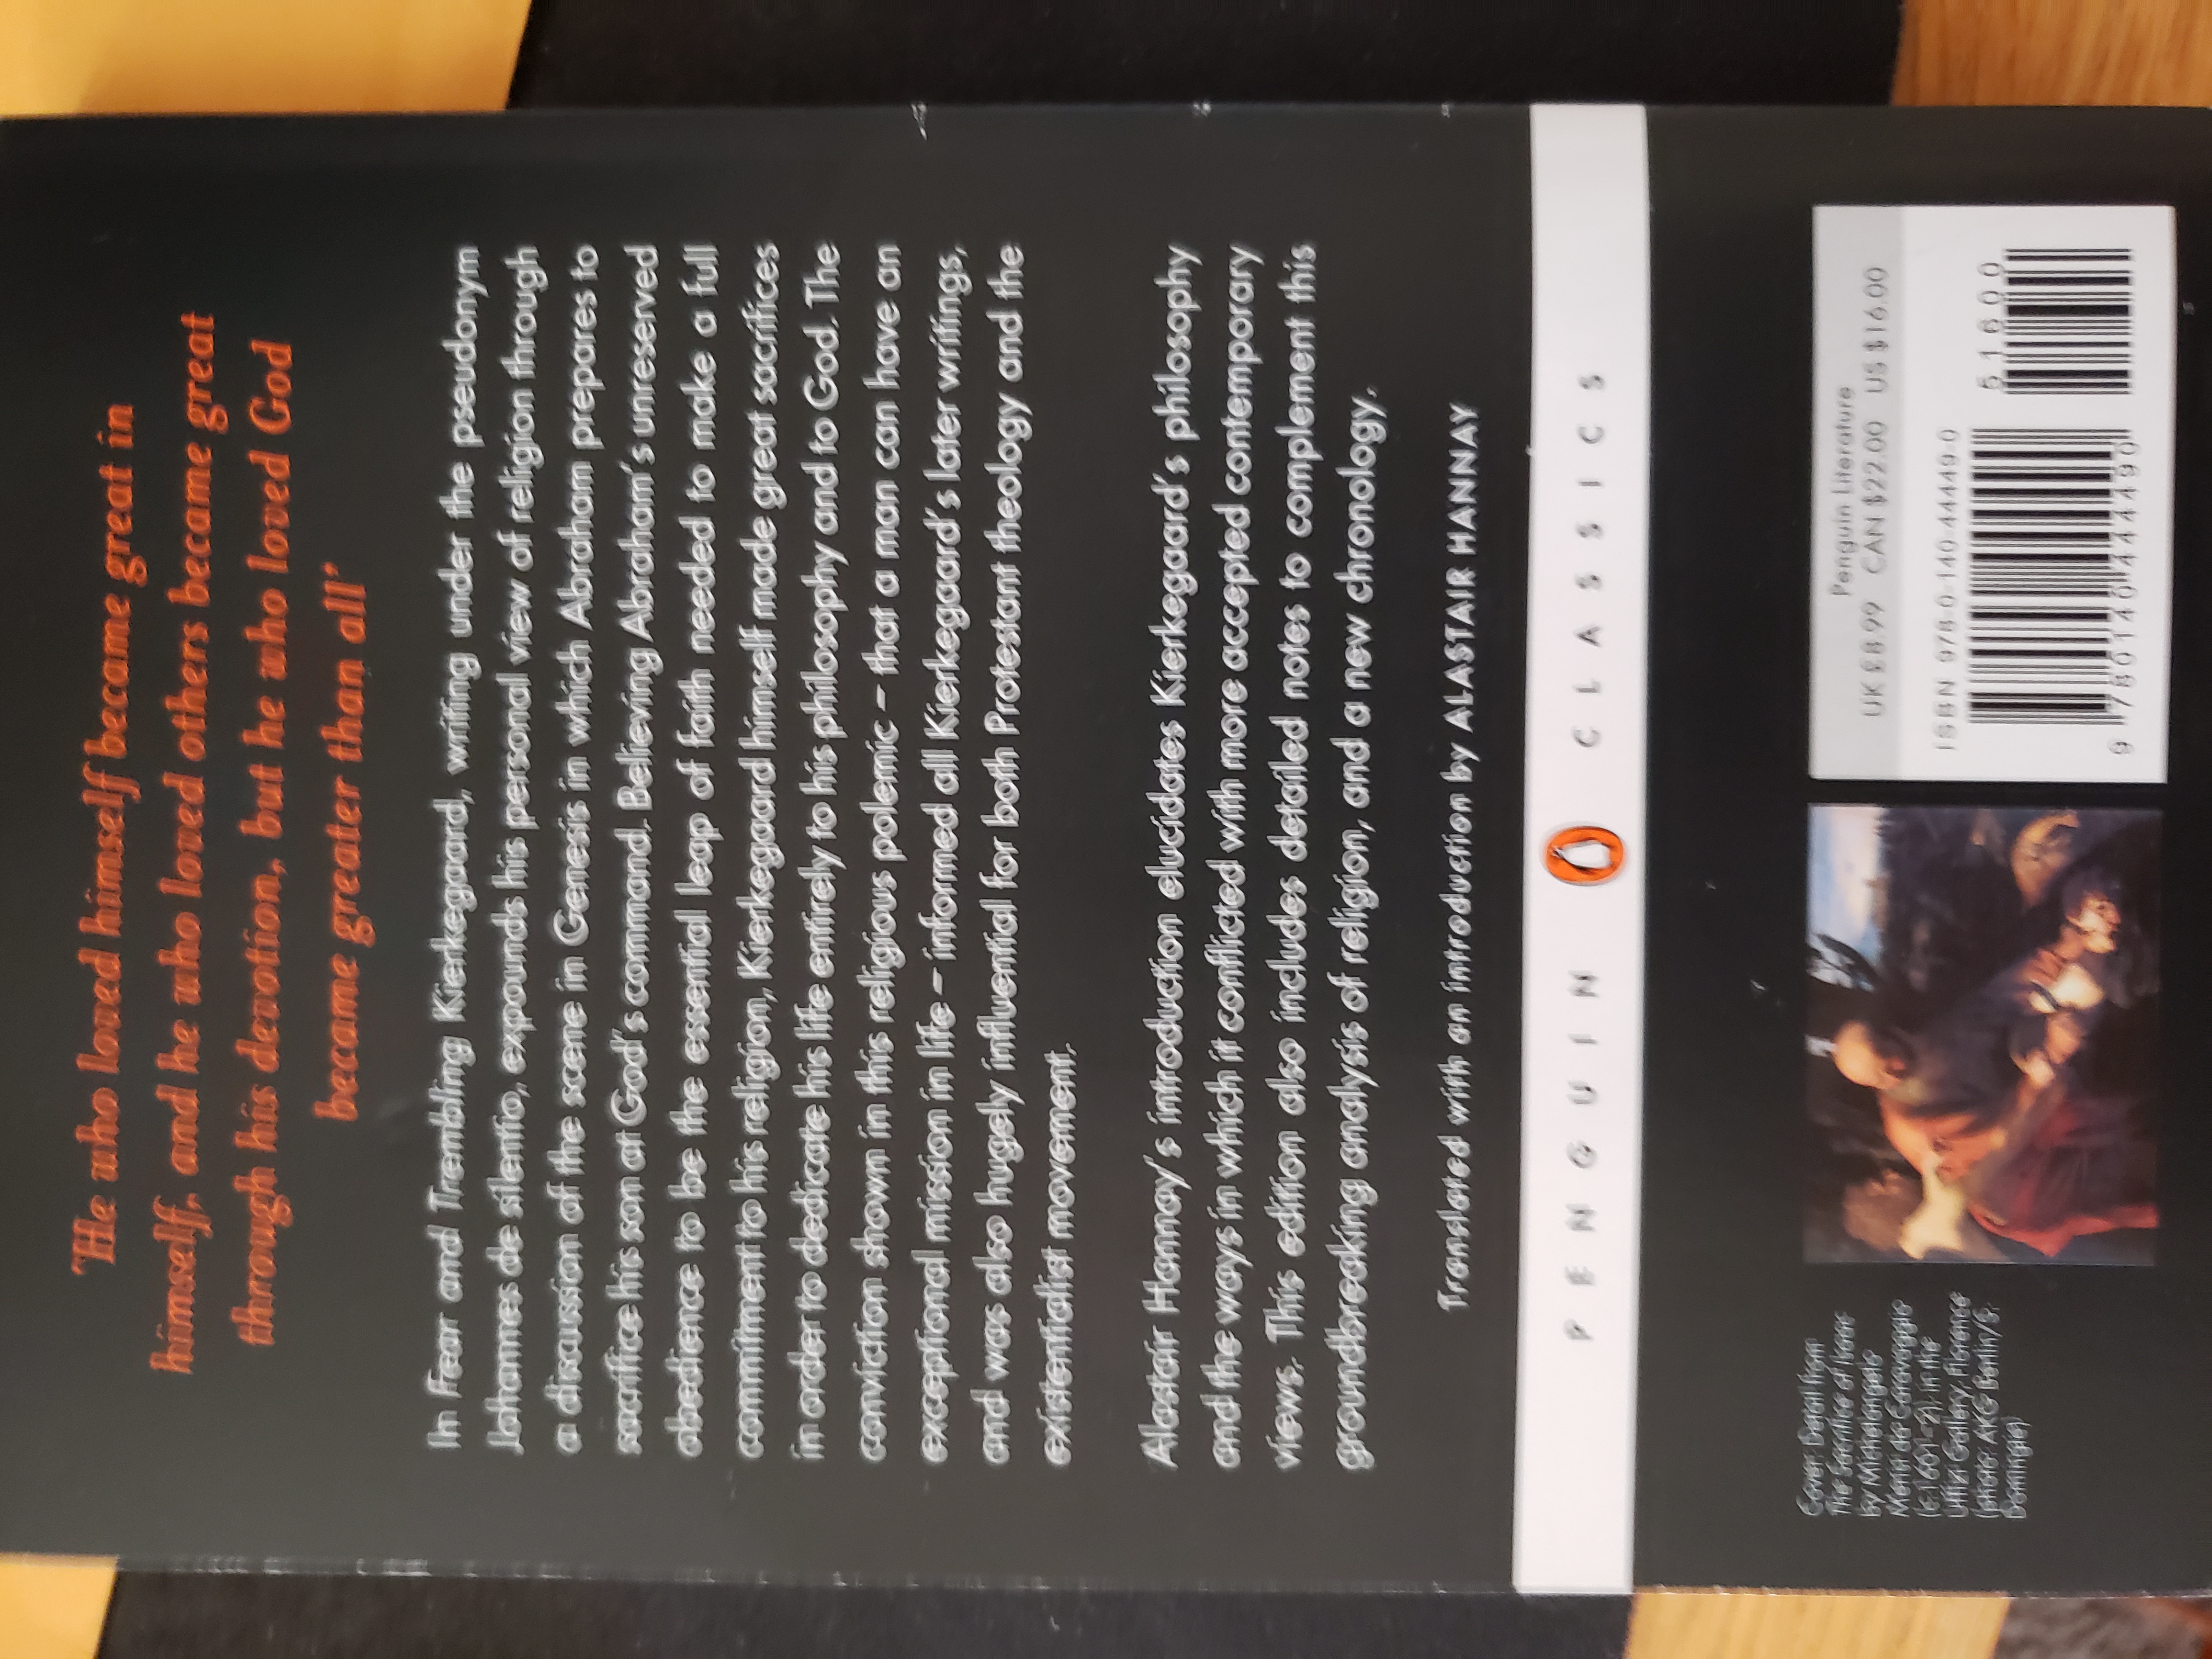 'He who loved himself became great in
himself, and he who loved others became great
through his devotion, but he who loved God
became greater than all'
In Fear and Trembling Kierkegaard, writing under the pseudonym
Johannes de silentio, expounds his personal view of religion through
a discussion of the scene in Genesis in which Abraham prepares to
sacrifice his son at God's command. Believing Abraham's unreserved
obedience to be the essential leap of faith needed to make a full
commitment to his religion, Kierkegaard himself made great sacrifices
in order to dedicate his life entirely to his philosophy and to God. The
conviction shown in this religious polemic – that a man can have an
exceptional mission in life – informed all Kierkegaard's later writings,
and was also hugely influential for both Protestant theology and the
existentialist movement.
Alastair Hannay's introduction elucidates Kierkegaard's philosophy
and the ways in which it conflicted with more accepted contemporary
views. This edition also includes detailed notes to complement this
groundbreaking analysis of religion, and a new chronology.
Translated with an introduction by ALASTAIR HANNAY
PENGUIN CLASSICS
Cover: Detail from
The Sacrifice of Isaac
by Michelangelo
Merisi da Caravaggio
(c.1601–2), in the
Uffizi Gallery, Florence
(photo: AKG Berlin/S.
Domingie)
Penguin Literature
UK £8.99 CAN $22.00 US $16.00
ISBN 978-0-140-44449-0
51600
9 780140 444490